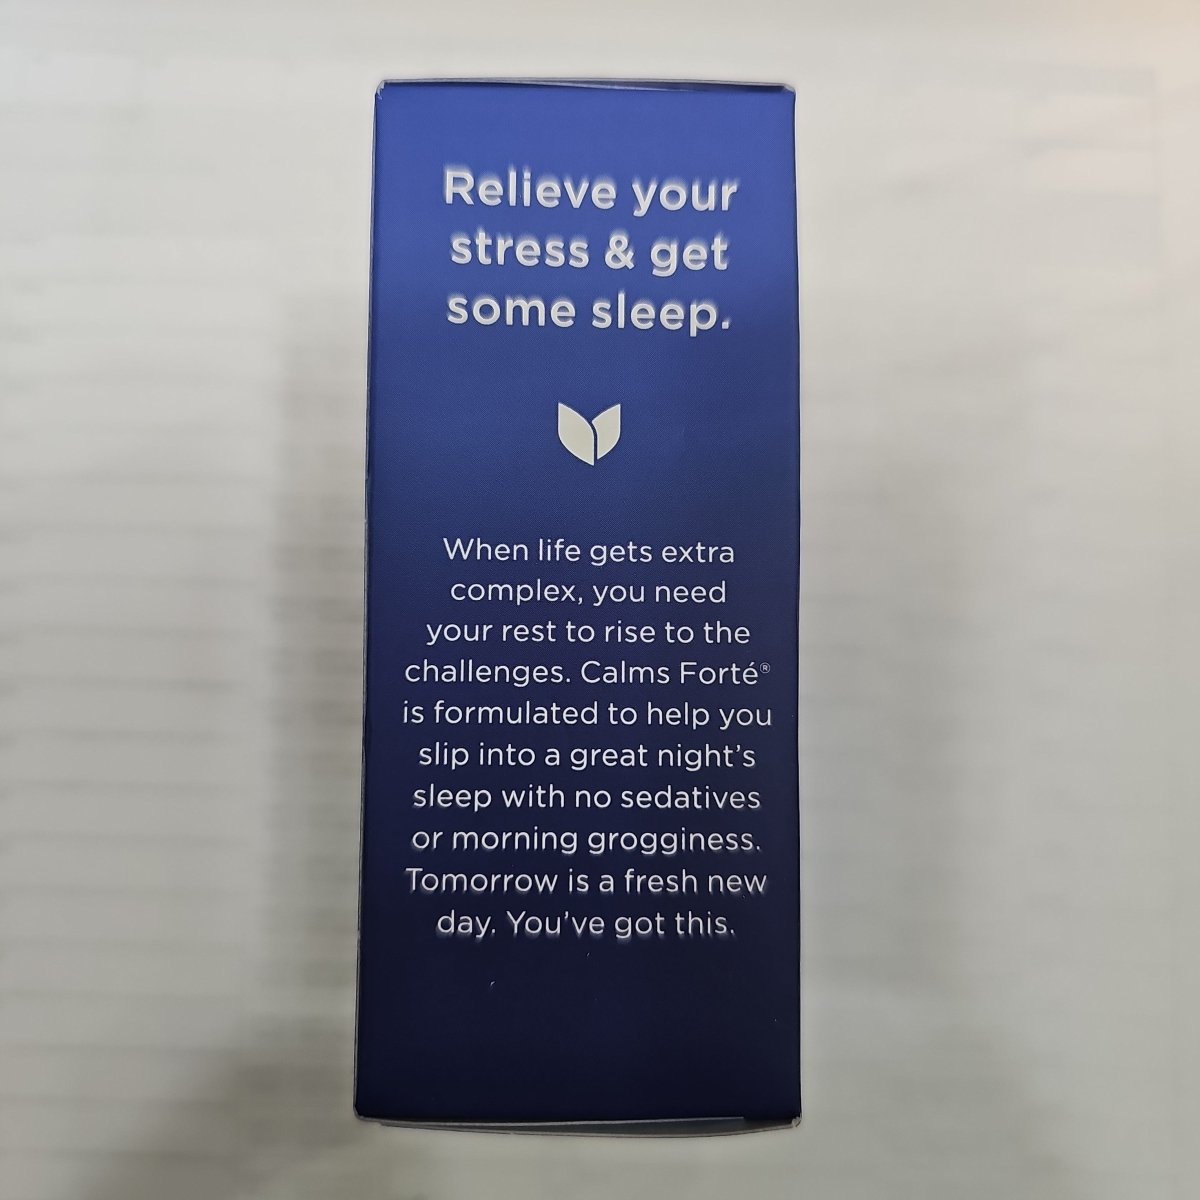 Relieve your
stress & get
some sleep.
When life gets extra
complex, you need
your rest to rise to the
challenges. Calms Forté®
is formulated to help you
slip into a great night's
sleep with no sedatives
or morning grogginess.
Tomorrow is a fresh new
day. You've got this.